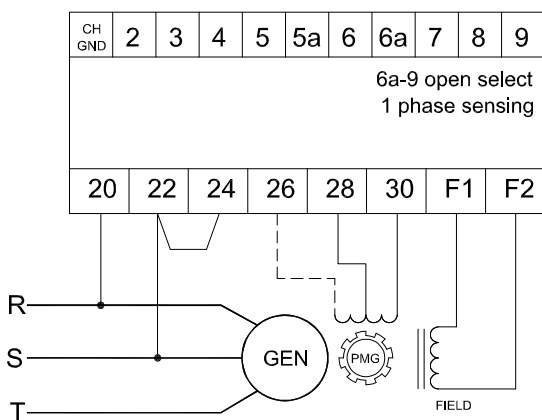 CH GND 2 3 4 5 5a 6 6a 7 8 9
6a-9 open select
1 phase sensing
20 22 24 26 28 30 F1 F2
R
S
T
GEN
PMG
FIELD